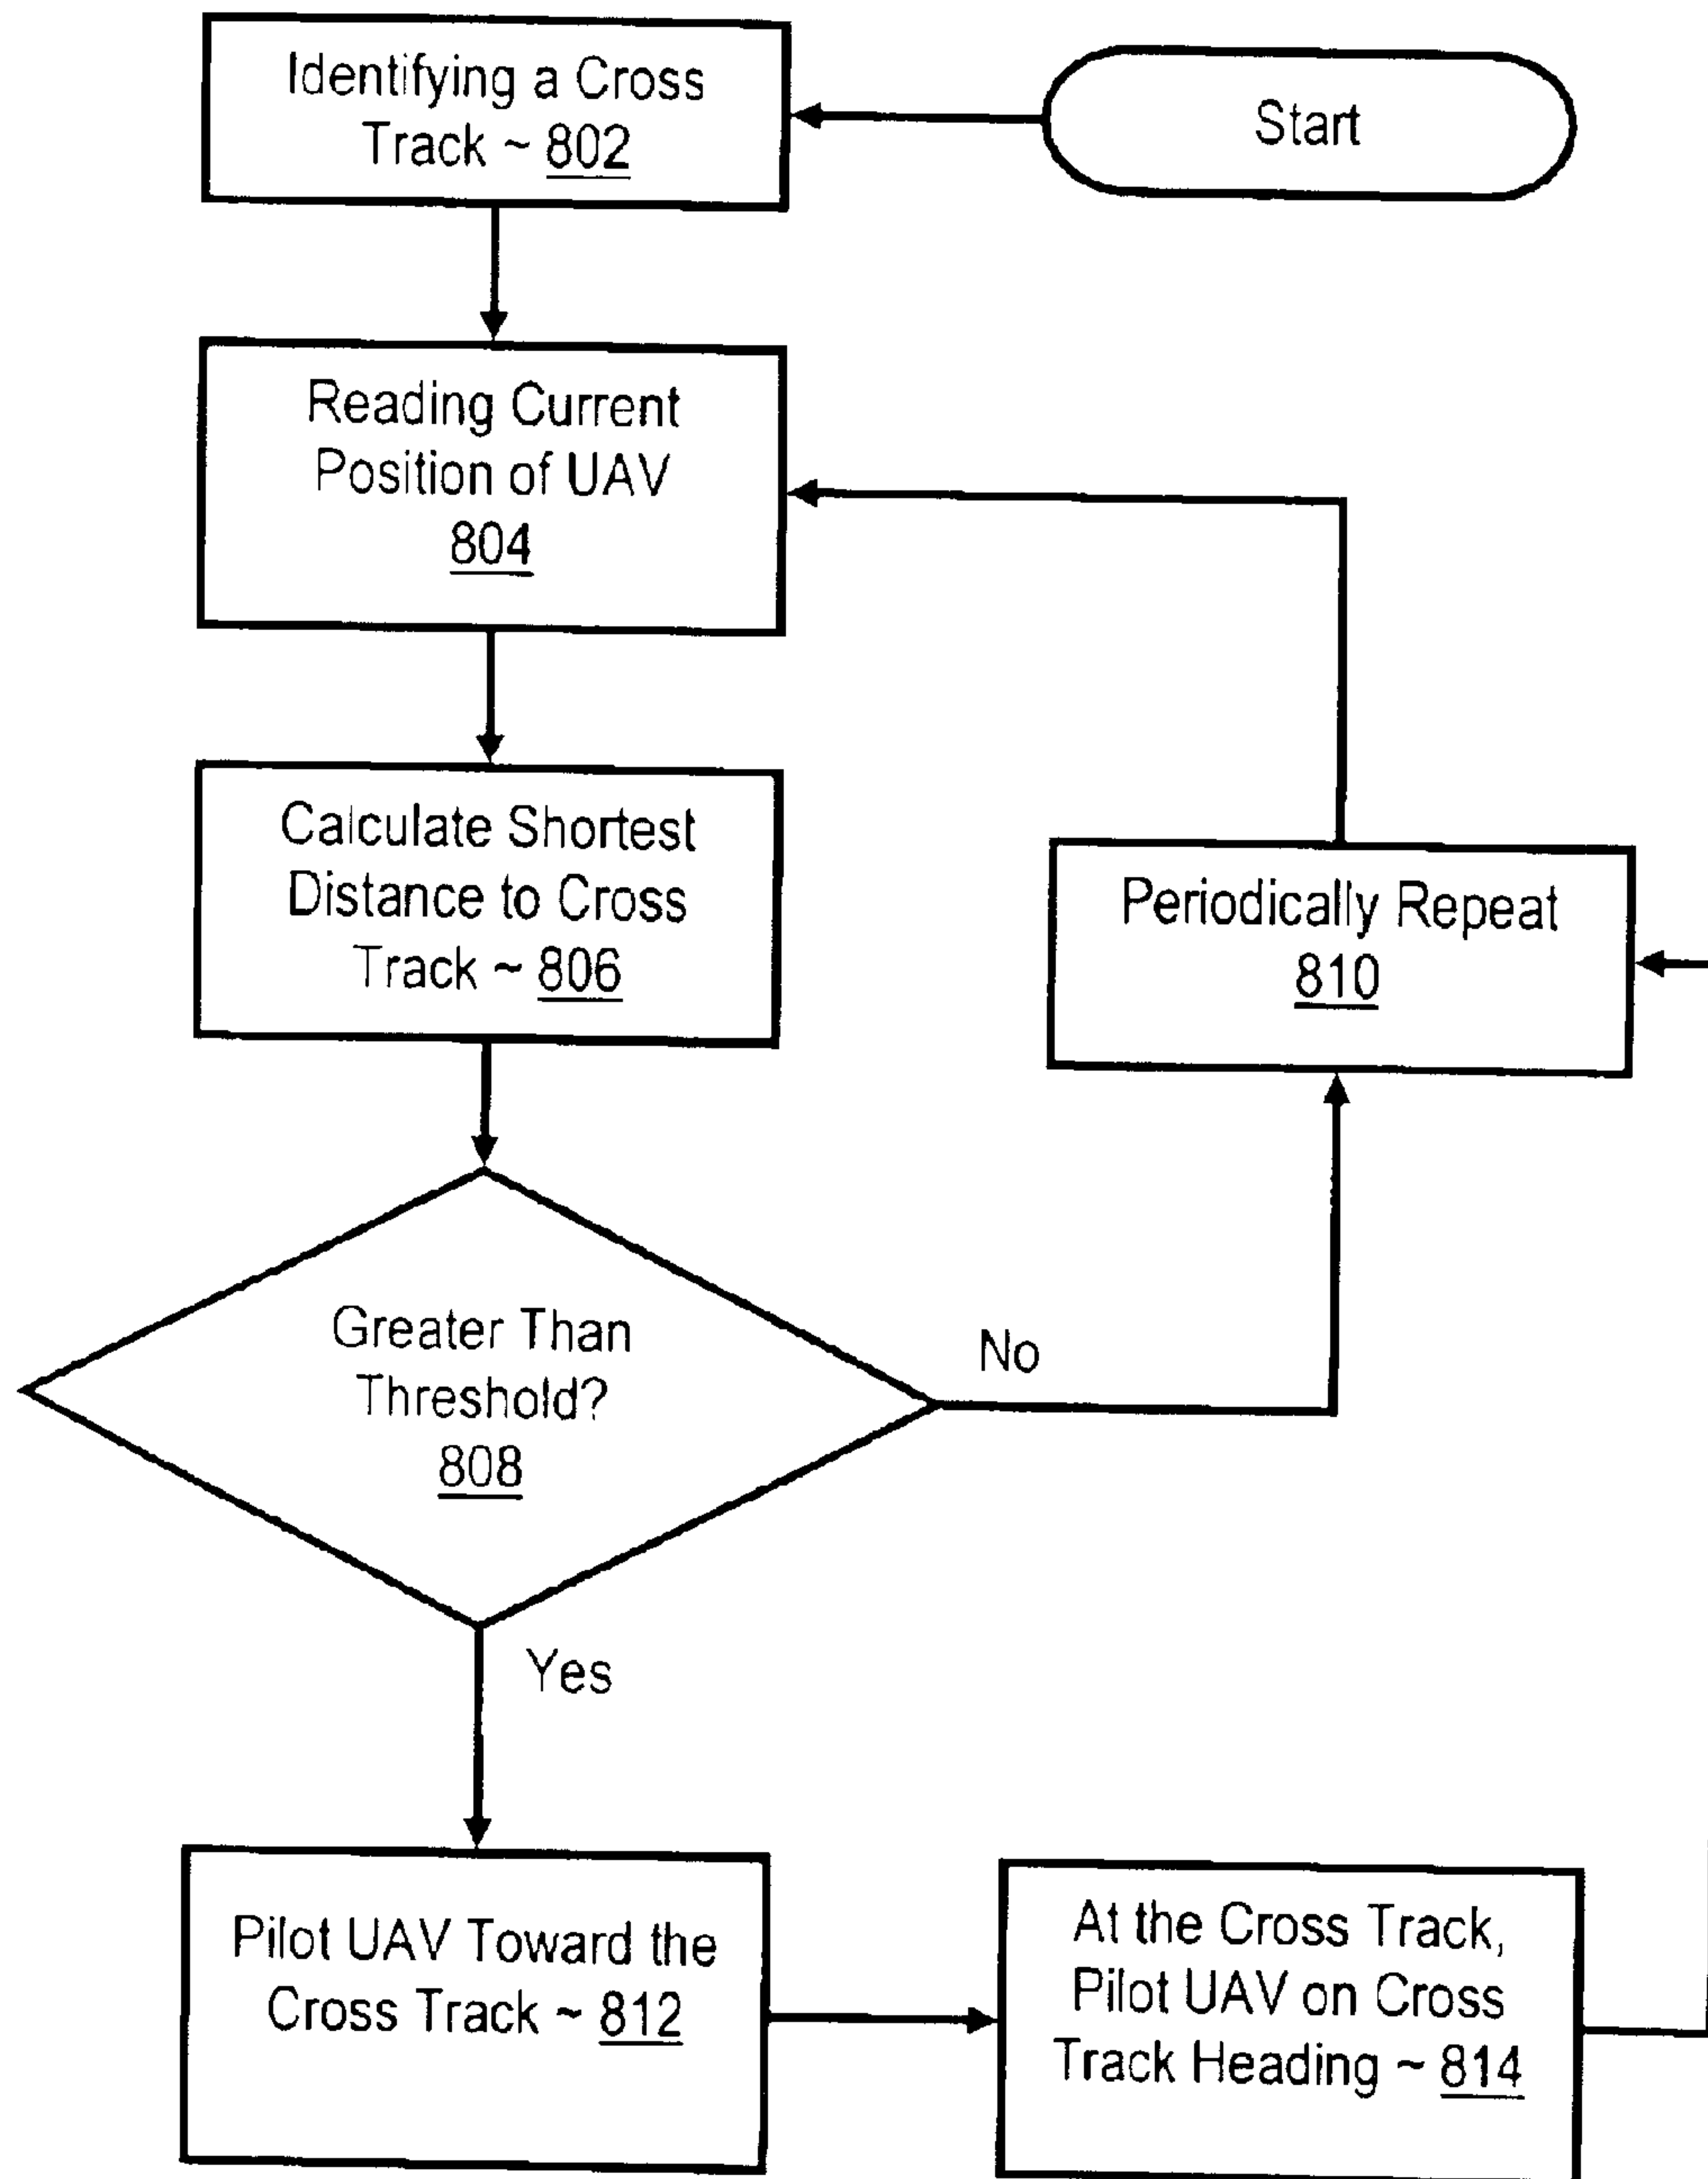 Start
Identifying a Cross
Track ~ 802
Reading Current
Position of UAV
804
Calculate Shortest
Distance to Cross
Track ~ 806
Periodically Repeat
810
Greater Than
Threshold?
808
No
Yes
Pilot UAV Toward the
Cross Track ~ 812
At the Cross Track,
Pilot UAV on Cross
Track Heading ~ 814